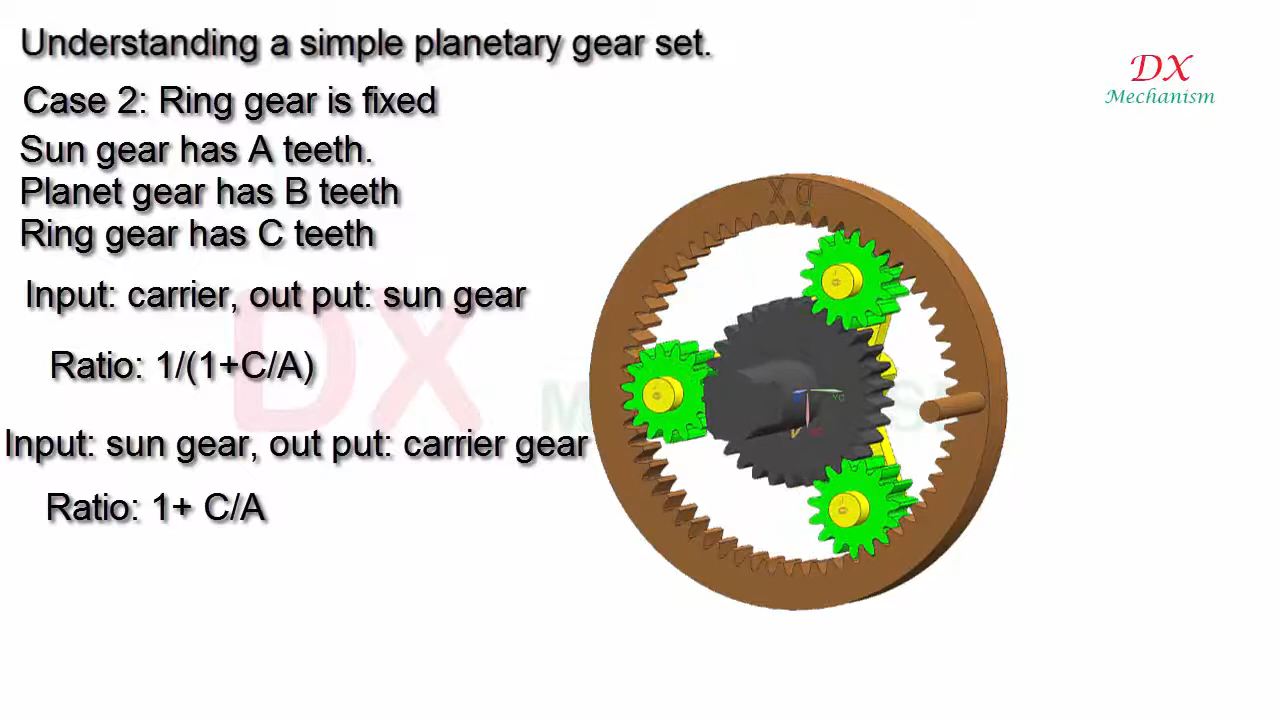 Understanding a simple planetary gear set.
DX
Mechanism
Case 2: Ring gear is fixed
Sun gear has A teeth.
Planet gear has B teeth
Ring gear has C teeth
Input: carrier, out put: sun gear
Ratio: 1/(1+C/A)
Input: sun gear, out put: carrier gear
Ratio: 1+ C/A
DX
DX